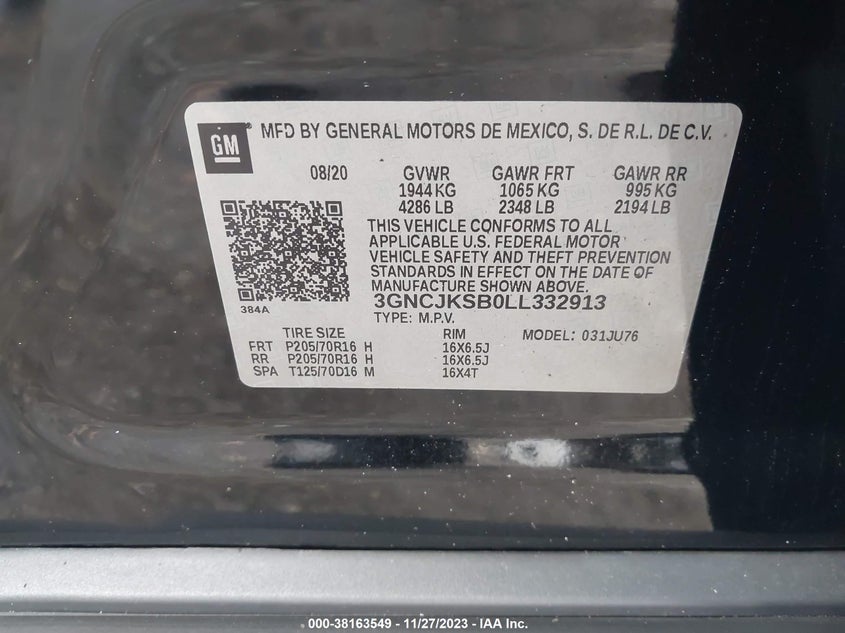 GM ® MFD BY GENERAL MOTORS DE MEXICO, S. DE R.L. DE C.V.
08/20 GVWR GAWR FRT GAWR RR
1944 KG 1065 KG 995 KG
4286 LB 2348 LB 2194 LB
THIS VEHICLE CONFORMS TO ALL
APPLICABLE U.S. FEDERAL MOTOR
VEHICLE SAFETY AND THEFT PREVENTION
STANDARDS IN EFFECT ON THE DATE OF
MANUFACTURE SHOWN ABOVE.
384A
3GNCJKSB0LL332913
TYPE: M.P.V.
TIRE SIZE RIM MODEL: 031JU76
FRT P205/70R16 H 16X6.5J
RR P205/70R16 H 16X6.5J
SPA T125/70D16 M 16X4T
000-38163549 - 11/27/2023 - IAA Inc.